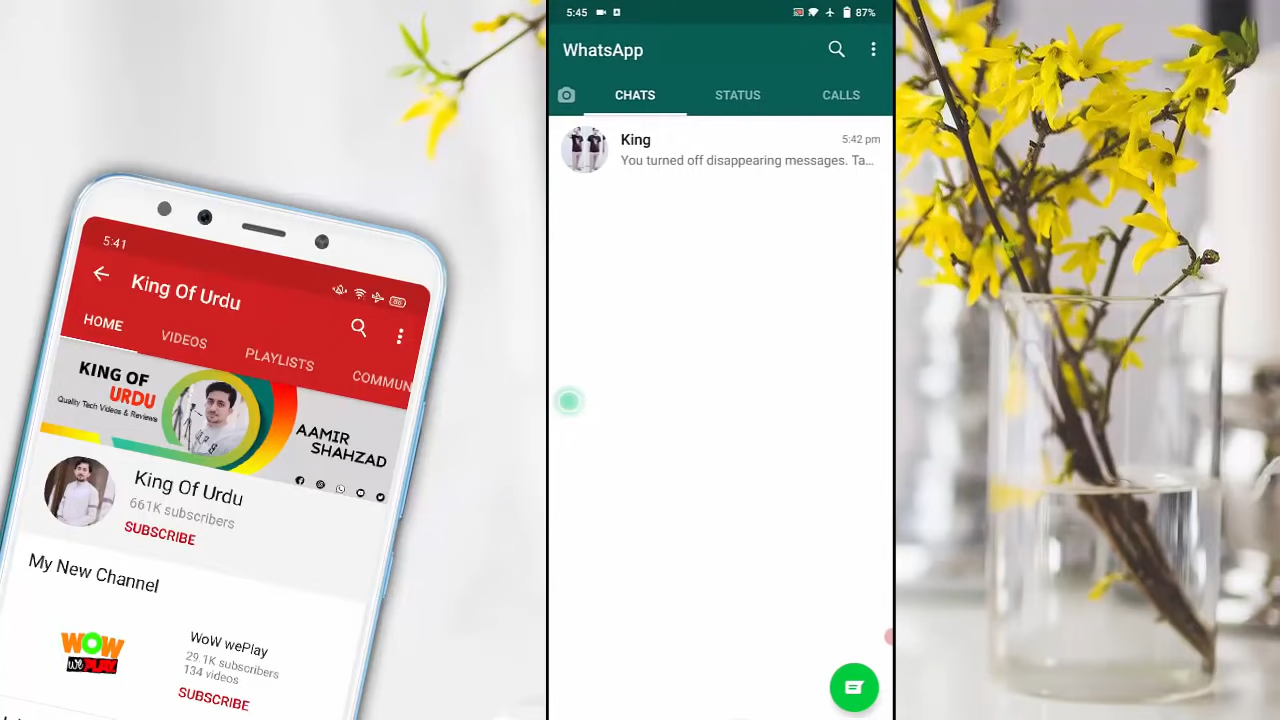 5:41
King Of Urdu
HOME VIDEOS PLAYLISTS COMMUN
KING OF
URDU
Quality Tech Videos & Reviews
AAMIR
SHAHZAD
King Of Urdu
661K subscribers
SUBSCRIBE
My New Channel
WOW
we PLAY
WoW wePlay
29.1K subscribers
134 videos
SUBSCRIBE
5:45 87%
WhatsApp
CHATS STATUS CALLS
King 5:42 pm
You turned off disappearing messages. Ta...